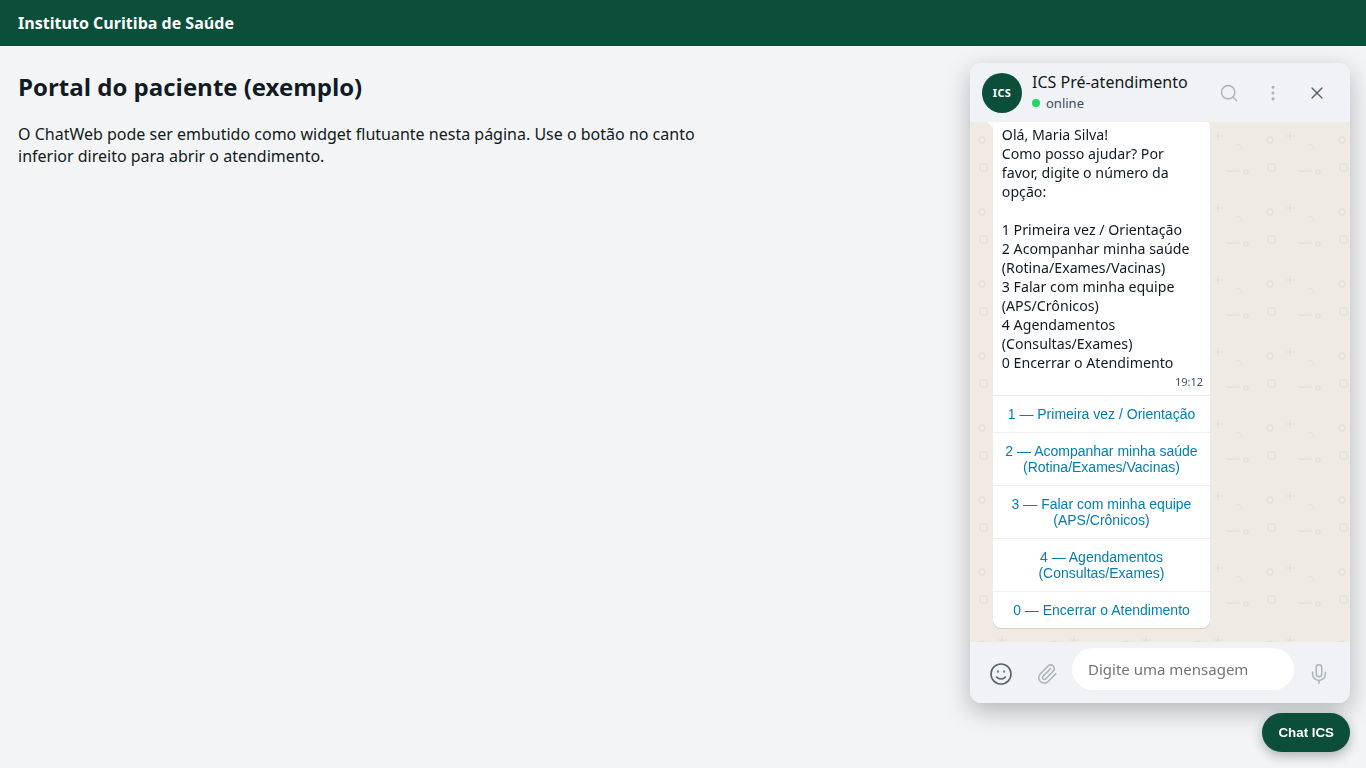 Instituto Curitiba de Saúde
Portal do paciente (exemplo)
O ChatWeb pode ser embutido como widget flutuante nesta página. Use o botão no canto
inferior direito para abrir o atendimento.
ICS
ICS Pré-atendimento
online
Olá, Maria Silva!
Como posso ajudar? Por
favor, digite o número da
opção:
1 Primeira vez / Orientação
2 Acompanhar minha saúde
(Rotina/Exames/Vacinas)
3 Falar com minha equipe
(APS/Crônicos)
4 Agendamentos
(Consultas/Exames)
0 Encerrar o Atendimento
19:12
1 — Primeira vez / Orientação
2 — Acompanhar minha saúde
(Rotina/Exames/Vacinas)
3 — Falar com minha equipe
(APS/Crônicos)
4 — Agendamentos
(Consultas/Exames)
0 — Encerrar o Atendimento
Digite uma mensagem
Chat ICS